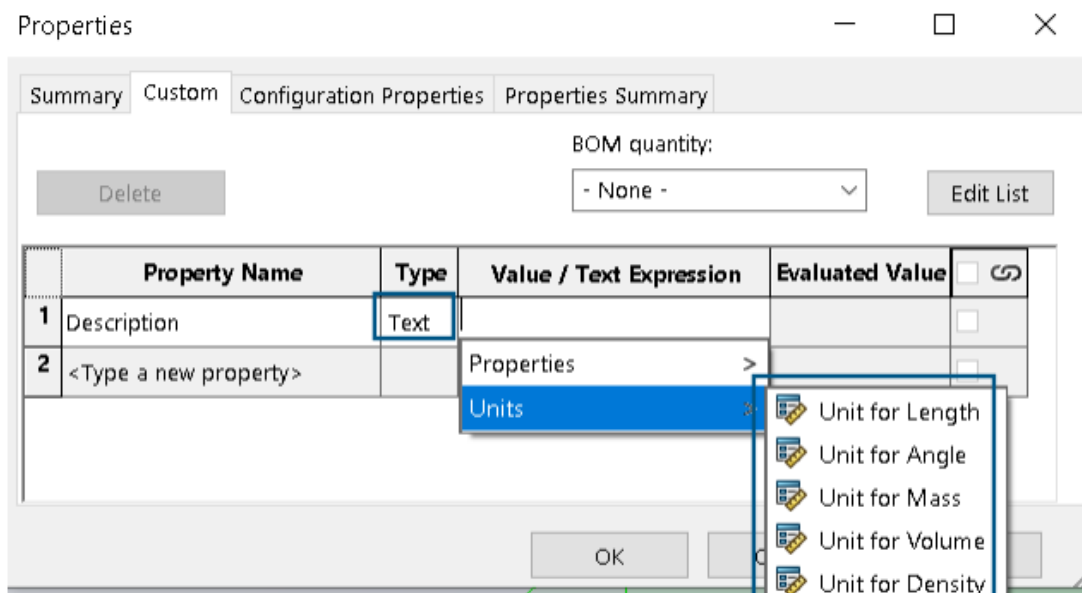 Properties
Summary Custom Configuration Properties Properties Summary
BOM quantity:
Delete - None - Edit List
Property Name Type Value / Text Expression Evaluated Value
1 Description Text
2 <Type a new property>
Properties >
Units >
Unit for Length
Unit for Angle
Unit for Mass
Unit for Volume
OK
Unit for Density